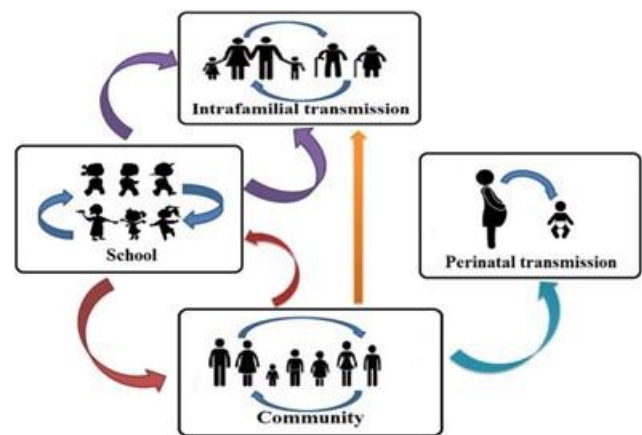 Intrafamilial transmission
School
Perinatal transmission
Community